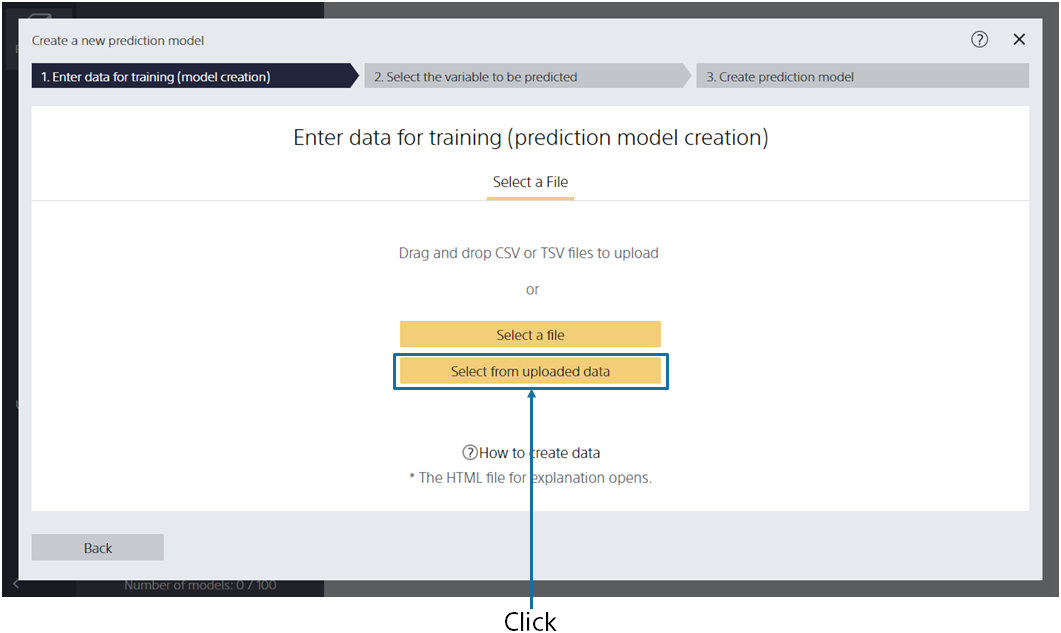 Create a new prediction model
1. Enter data for training (model creation)
2. Select the variable to be predicted
3. Create prediction model
Enter data for training (prediction model creation)
Select a File
Drag and drop CSV or TSV files to upload
or
Select a file
Select from uploaded data
? How to create data
* The HTML file for explanation opens.
Back
Number of models: 0 / 100
Click